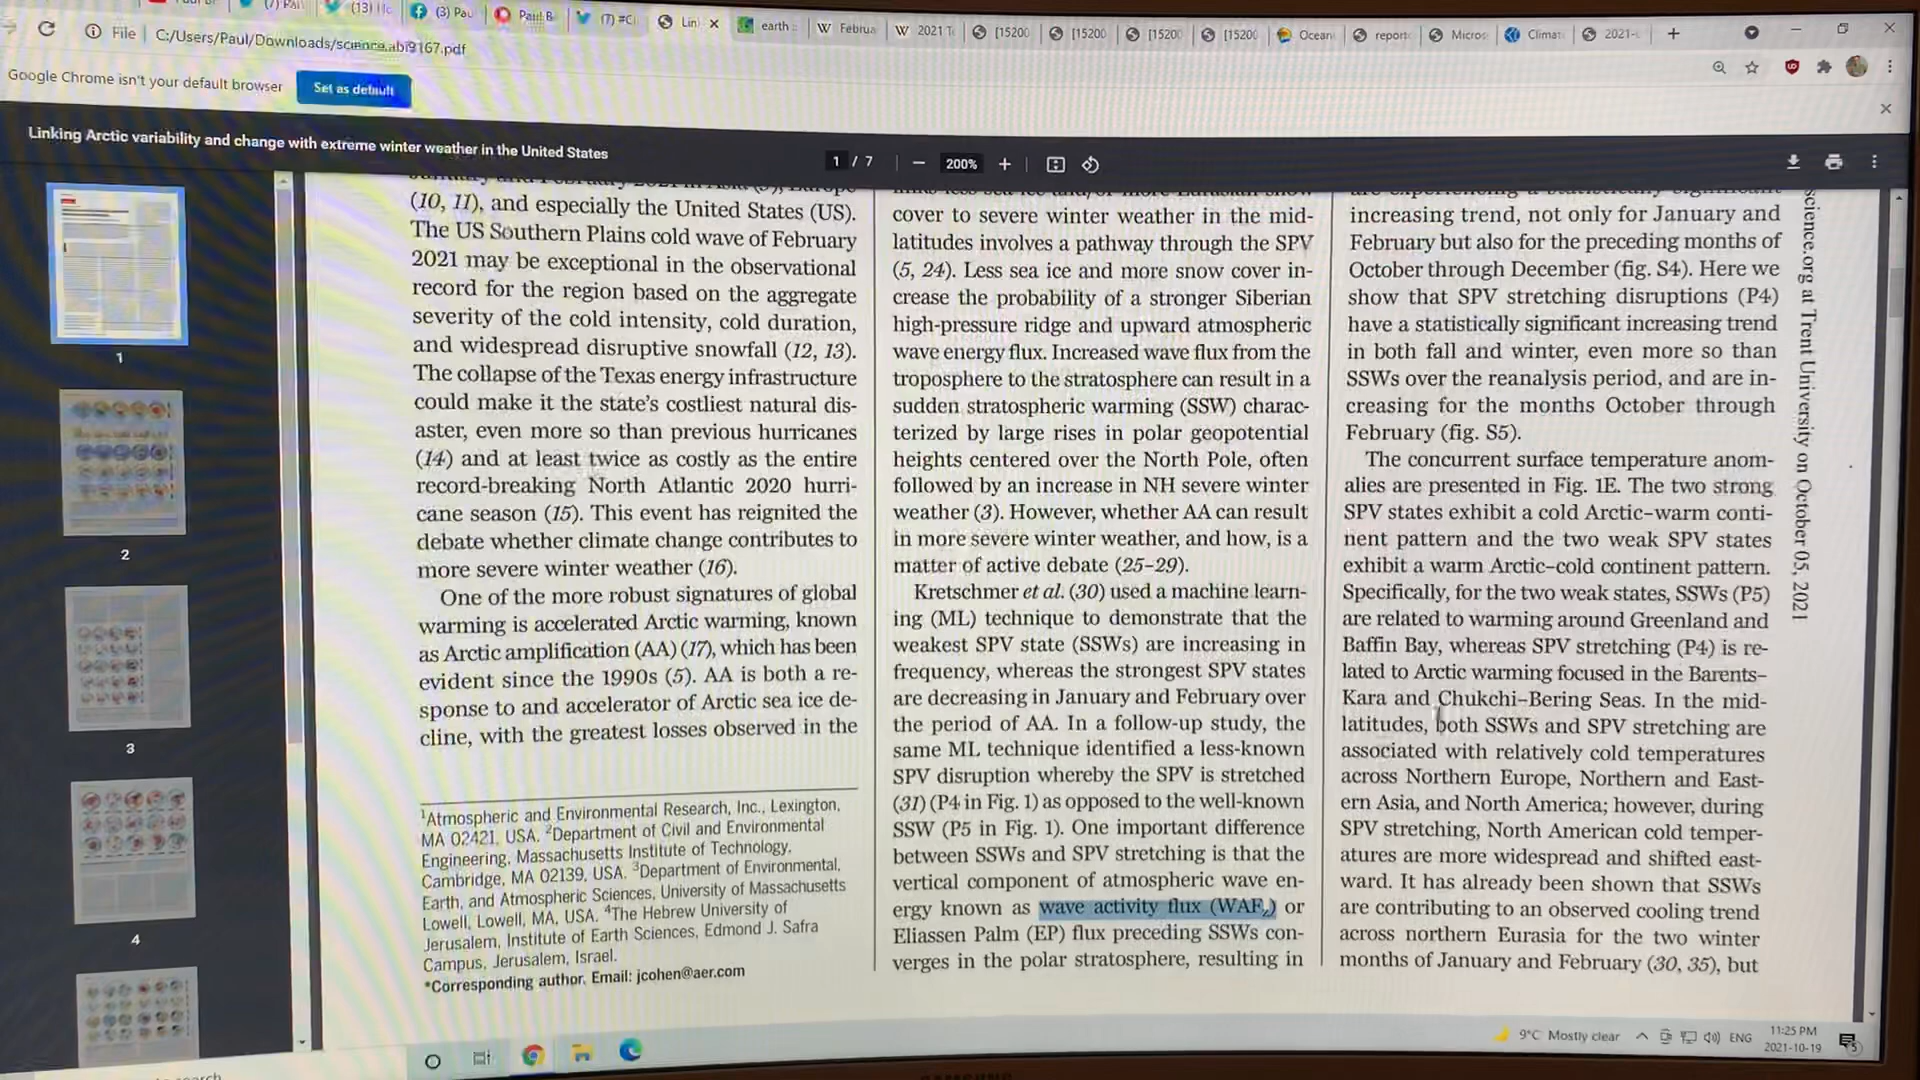 (7) Pa
(13) H
(3) Pau
Paul B
(7) #C
Lin
earth
W Februa
W 2021 T
[15200
[15200
[15200
[15200
Ocean
report
Micros
Climat
2021-
File
C:/Users/Paul/Downloads/science.abi9167.pdf
Google Chrome isn't your default browser
Set as default
Linking Arctic variability and change with extreme winter weather in the United States
1 / 7
200%
1
2
3
4
(10, 11), and especially the United States (US).
The US Southern Plains cold wave of February
2021 may be exceptional in the observational
record for the region based on the aggregate
severity of the cold intensity, cold duration,
and widespread disruptive snowfall (12, 13).
The collapse of the Texas energy infrastructure
could make it the state's costliest natural dis-
aster, even more so than previous hurricanes
(14) and at least twice as costly as the entire
record-breaking North Atlantic 2020 hurri-
cane season (15). This event has reignited the
debate whether climate change contributes to
more severe winter weather (16).
One of the more robust signatures of global
warming is accelerated Arctic warming, known
as Arctic amplification (AA) (17), which has been
evident since the 1990s (5). AA is both a re-
sponse to and accelerator of Arctic sea ice de-
cline, with the greatest losses observed in the
1Atmospheric and Environmental Research, Inc., Lexington,
MA 02421, USA. 2Department of Civil and Environmental
Engineering, Massachusetts Institute of Technology,
Cambridge, MA 02139, USA. 3Department of Environmental,
Earth, and Atmospheric Sciences, University of Massachusetts
Lowell, Lowell, MA, USA. 4The Hebrew University of
Jerusalem, Institute of Earth Sciences, Edmond J. Safra
Campus, Jerusalem, Israel.
*Corresponding author. Email: jcohen@aer.com
cover to severe winter weather in the mid-
latitudes involves a pathway through the SPV
(5, 24). Less sea ice and more snow cover in-
crease the probability of a stronger Siberian
high-pressure ridge and upward atmospheric
wave energy flux. Increased wave flux from the
troposphere to the stratosphere can result in a
sudden stratospheric warming (SSW) charac-
terized by large rises in polar geopotential
heights centered over the North Pole, often
followed by an increase in NH severe winter
weather (3). However, whether AA can result
in more severe winter weather, and how, is a
matter of active debate (25–29).
Kretschmer et al. (30) used a machine learn-
ing (ML) technique to demonstrate that the
weakest SPV state (SSWs) are increasing in
frequency, whereas the strongest SPV states
are decreasing in January and February over
the period of AA. In a follow-up study, the
same ML technique identified a less-known
SPV disruption whereby the SPV is stretched
(31) (P4 in Fig. 1) as opposed to the well-known
SSW (P5 in Fig. 1). One important difference
between SSWs and SPV stretching is that the
vertical component of atmospheric wave en-
ergy known as wave activity flux (WAFz) or
Eliassen Palm (EP) flux preceding SSWs con-
verges in the polar stratosphere, resulting in
increasing trend, not only for January and
February but also for the preceding months of
October through December (fig. S4). Here we
show that SPV stretching disruptions (P4)
have a statistically significant increasing trend
in both fall and winter, even more so than
SSWs over the reanalysis period, and are in-
creasing for the months October through
February (fig. S5).
The concurrent surface temperature anom-
alies are presented in Fig. 1E. The two strong
SPV states exhibit a cold Arctic–warm conti-
nent pattern and the two weak SPV states
exhibit a warm Arctic–cold continent pattern.
Specifically, for the two weak states, SSWs (P5)
are related to warming around Greenland and
Baffin Bay, whereas SPV stretching (P4) is re-
lated to Arctic warming focused in the Barents–
Kara and Chukchi–Bering Seas. In the mid-
latitudes, both SSWs and SPV stretching are
associated with relatively cold temperatures
across Northern Europe, Northern and East-
ern Asia, and North America; however, during
SPV stretching, North American cold temper-
atures are more widespread and shifted east-
ward. It has already been shown that SSWs
are contributing to an observed cooling trend
across northern Eurasia for the two winter
months of January and February (30, 35), but
science.org at Trent University on October 05, 2021
9°C Mostly clear
ENG
11:25 PM
2021-10-19
5